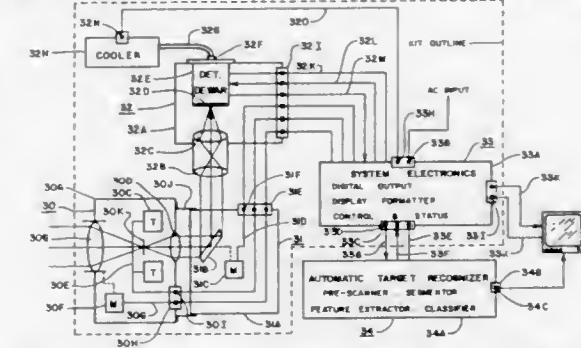 32N
32O
32G
32F
32I
32H
COOLER
32K
32L
32M
KIT OUTLINE
32E
DET.
DEWAR
32D
32
AC INPUT
33H
33G
33
32A
32C
32B
SYSTEM ELECTRONICS
DIGITAL OUTPUT
DISPLAY FORMATTER
CONTROL & STATUS
33A
33K
33I
31F
31E
30A
30
30D
30C
30J
30K
T
30B
T
30E
31D
31
33D
33C
33E
33F
31B
31C
M
30F
M
30G
30I
30H
31A
AUTOMATIC TARGET RECOGNIZER
PRE-SCANNER SEGMENTOR
FEATURE EXTRACTOR CLASSIFIER
34B
34C
34
34A